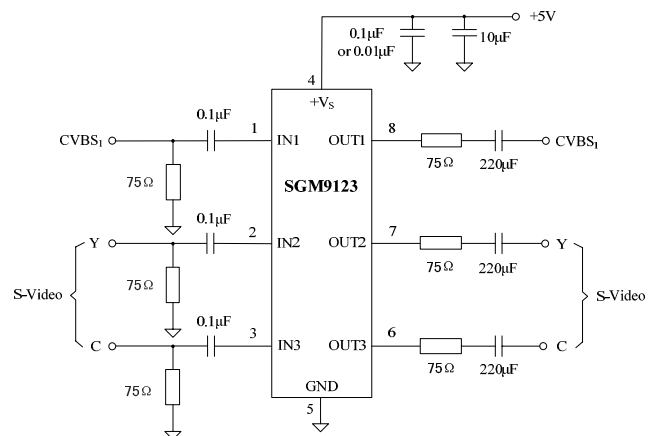 +5V
0.1μF
or 0.01μF
10μF
4
+VS
0.1μF
1
8
CVBS1
IN1
OUT1
CVBS1
75Ω
220μF
75Ω
SGM9123
0.1μF
2
7
Y
IN2
OUT2
Y
75Ω
220μF
75Ω
S-Video
S-Video
0.1μF
3
6
C
IN3
OUT3
C
75Ω
220μF
75Ω
GND
5